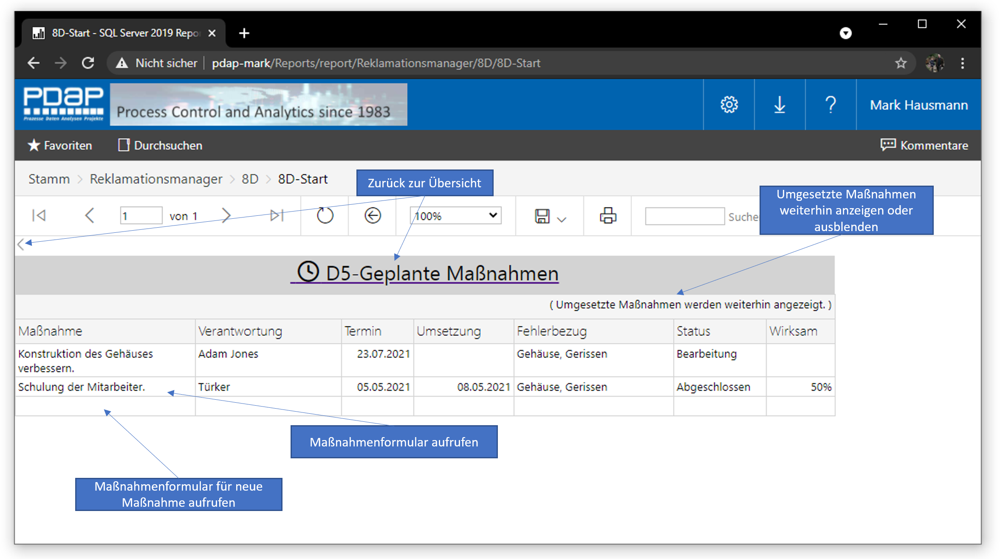 8D-Start - SQL Server 2019 Repo
Nicht sicher pdap-mark/Reports/report/Reklamationsmanager/8D/8D-Start
PDaP
Prozesse Daten Analysen Projekte
Process Control and Analytics since 1983
Mark Hausmann
Favoriten Durchsuchen Kommentare
Stamm > Reklamationsmanager > 8D > 8D-Start
Zurück zur Übersicht
Umgesetzte Maßnahmen
weiterhin anzeigen oder
ausblenden
1 von 1 100% Suche
D5-Geplante Maßnahmen
( Umgesetzte Maßnahmen werden weiterhin angezeigt. )
Maßnahme Verantwortung Termin Umsetzung Fehlerbezug Status Wirksam
Konstruktion des Gehäuses Adam Jones 23.07.2021 Gehäuse, Gerissen Bearbeitung
verbessern.
Schulung der Mitarbeiter. Türker 05.05.2021 08.05.2021 Gehäuse, Gerissen Abgeschlossen 50%
Maßnahmenformular aufrufen
Maßnahmenformular für neue
Maßnahme aufrufen